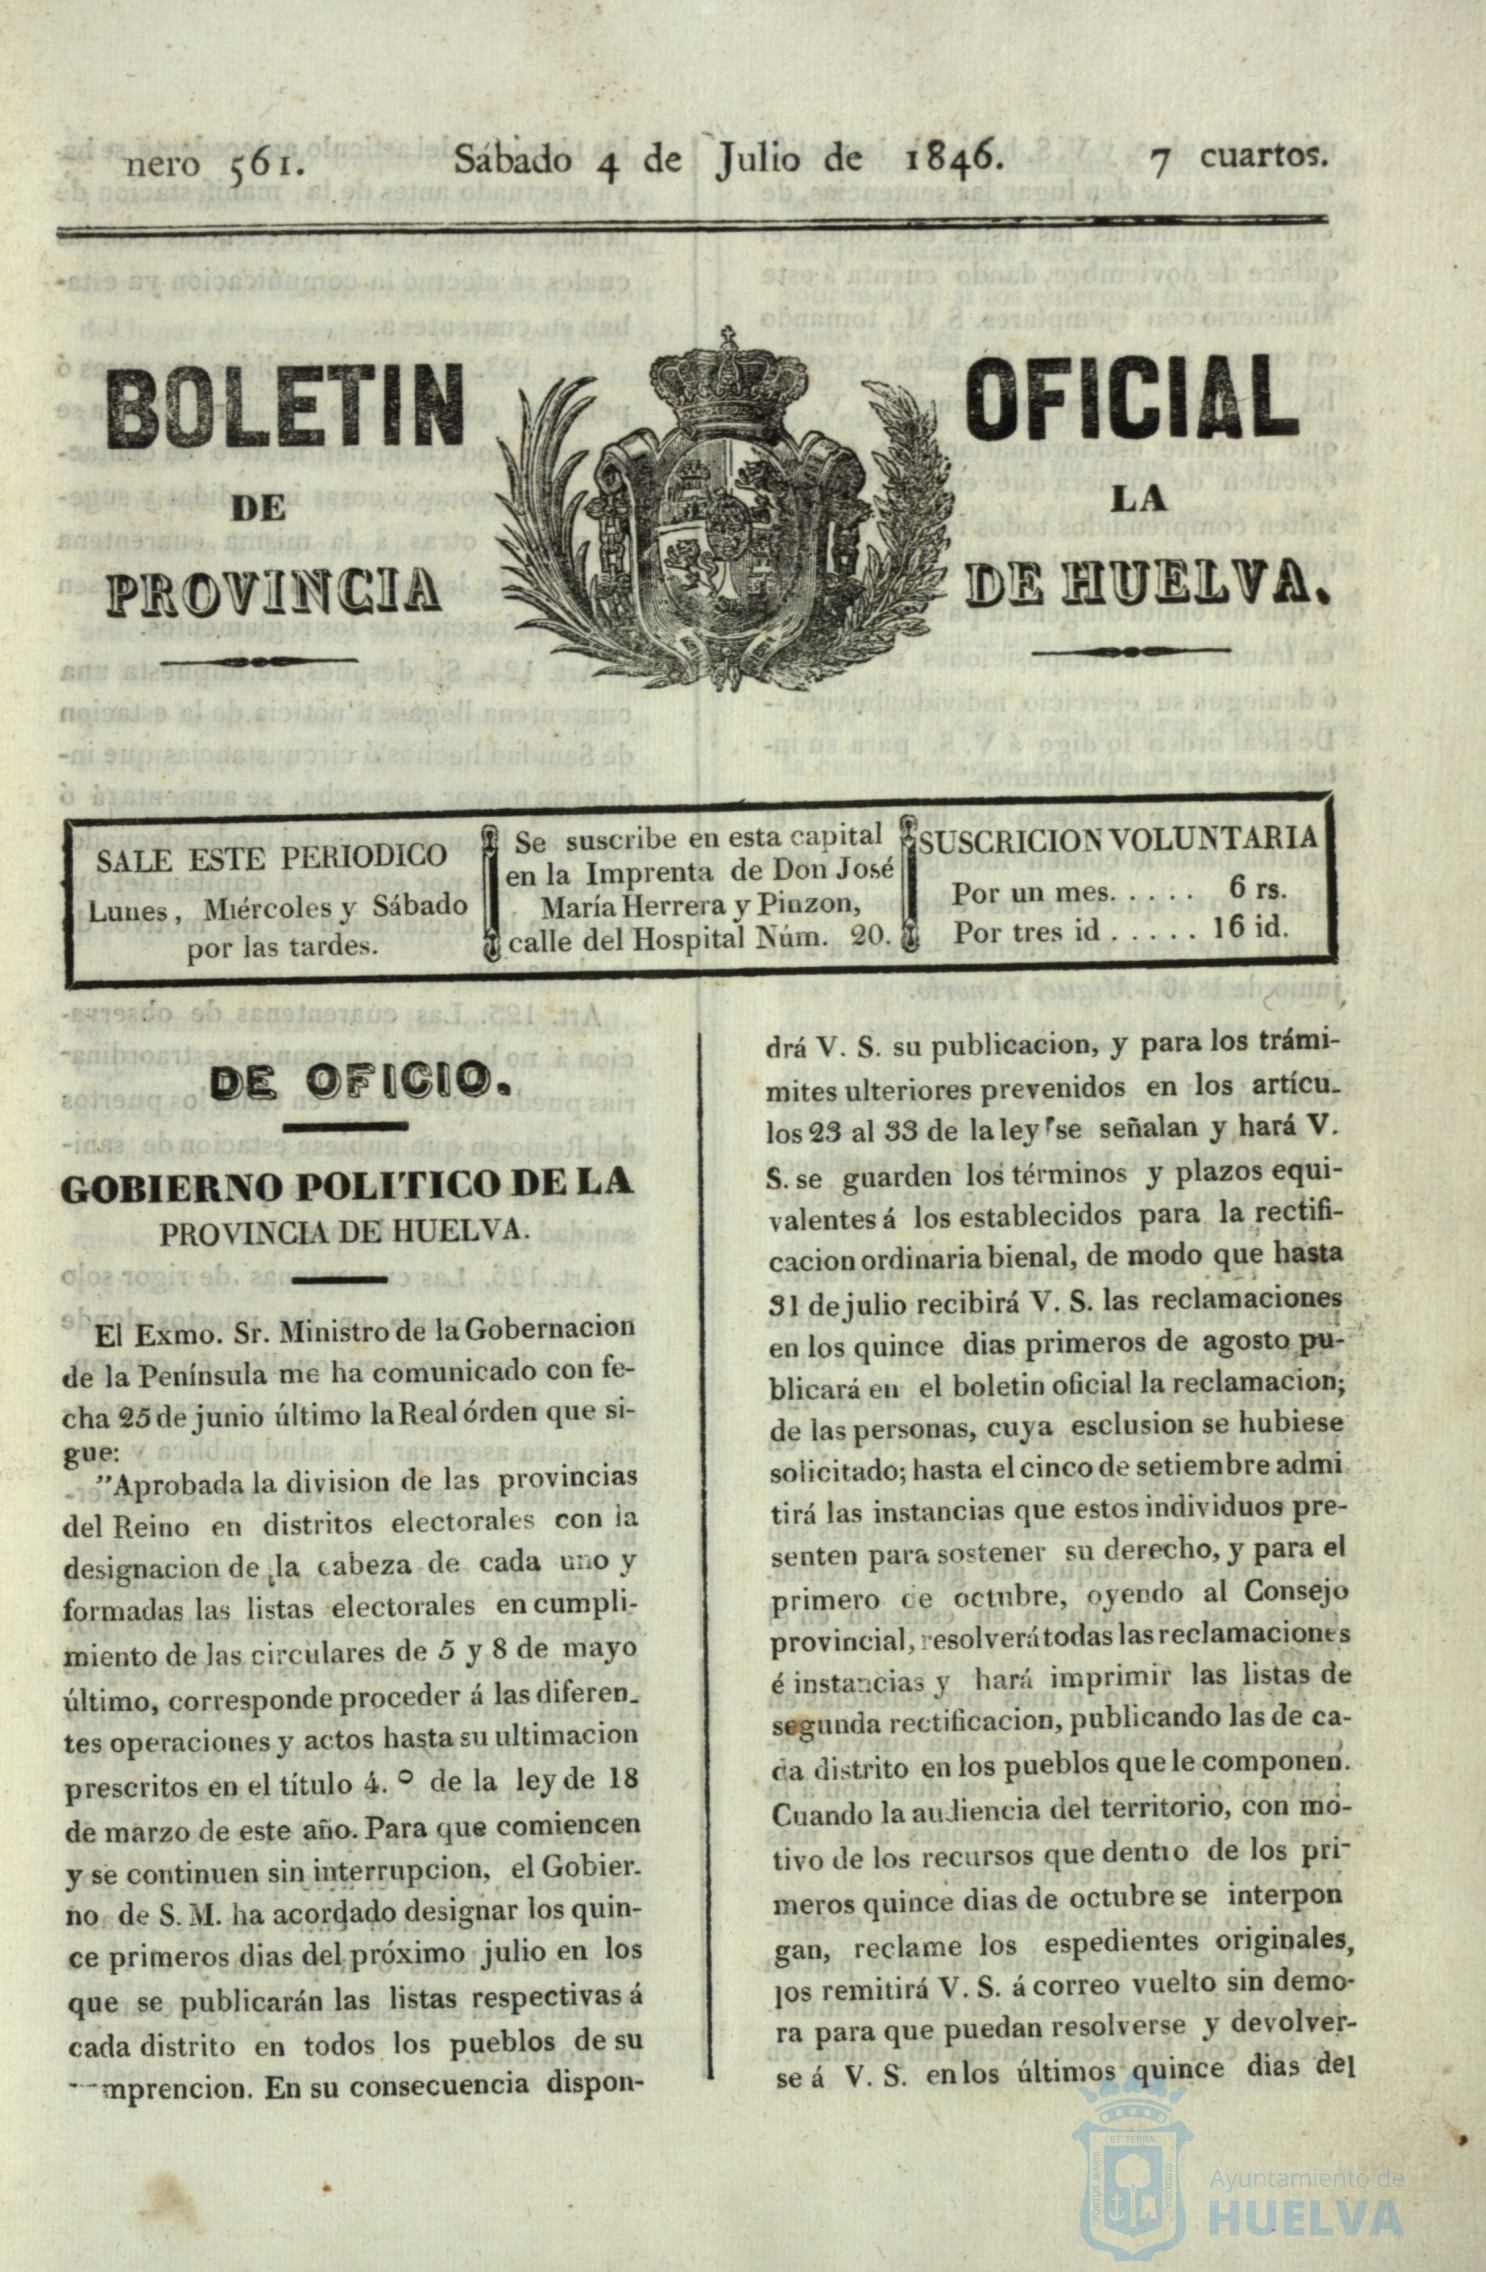 nero 561. Sábado 4 de Julio de 1846. 7 cuartos.
BOLETIN OFICIAL
DE LA
PROVINCIA DE HUELVA.
SALE ESTE PERIODICO
Lunes, Miércoles y Sábado
por las tardes.
Se suscribe en esta capital
en la Imprenta de Don José
María Herrera y Pinzon,
calle del Hospital Núm. 20.
SUSCRICION VOLUNTARIA
Por un mes. . . . . 6 rs.
Por tres id . . . . . 16 id.
DE OFICIO.
GOBIERNO POLITICO DE LA
PROVINCIA DE HUELVA.
El Exmo. Sr. Ministro de la Gobernacion
de la Península me ha comunicado con fe-
cha 25 de junio último la Real órden que si-
gue:
"Aprobada la division de las provincias
del Reino en distritos electorales con la
designacion de la cabeza de cada uno y
formadas las listas electorales en cumpli-
miento de las circulares de 5 y 8 de mayo
último, corresponde proceder á las diferen-
tes operaciones y actos hasta su ultimacion
prescritos en el título 4.º de la ley de 18
de marzo de este año. Para que comiencen
y se continuen sin interrupcion, el Gobier-
no de S. M. ha acordado designar los quin-
ce primeros dias del próximo julio en los
que se publicarán las listas respectivas á
cada distrito en todos los pueblos de su
mprencion. En su consecuencia dispon-
drá V. S. su publicacion, y para los trámi-
mites ulteriores prevenidos en los artícu-
los 23 al 33 de la ley se señalan y hará V.
S. se guarden los términos y plazos equi-
valentes á los establecidos para la rectifi-
cacion ordinaria bienal, de modo que hasta
31 de julio recibirá V. S. las reclamaciones
en los quince dias primeros de agosto pu-
blicará en el boletin oficial la reclamacion;
de las personas, cuya esclusion se hubiese
solicitado; hasta el cinco de setiembre admi
tirá las instancias que estos individuos pre-
senten para sostener su derecho, y para el
primero de octubre, oyendo al Consejo
provincial, resolverá todas las reclamaciones
é instancias y hará imprimir las listas de
segunda rectificacion, publicando las de ca-
da distrito en los pueblos que le componen.
Cuando la audiencia del territorio, con mo-
tivo de los recursos que dentro de los pri-
meros quince dias de octubre se interpon
gan, reclame los espedientes originales,
los remitirá V. S. á correo vuelto sin demo-
ra para que puedan resolverse y devolver-
se á V. S. en los últimos quince dias del
ET TERRA
PORTUS MARIS
CUSTODIA
Ayuntamiento de
HUELVA